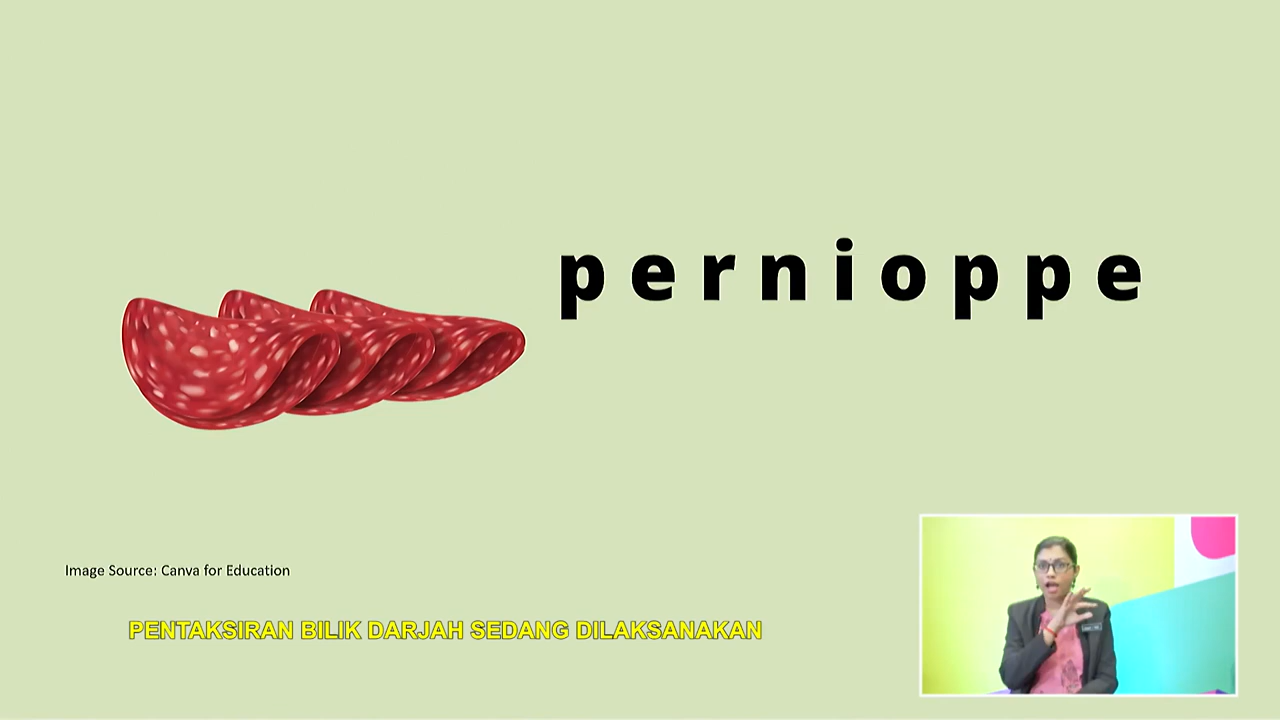 p e r n i o p p e
Image Source: Canva for Education
PENTAKSIRAN BILIK DARJAH SEDANG DILAKSANAKAN